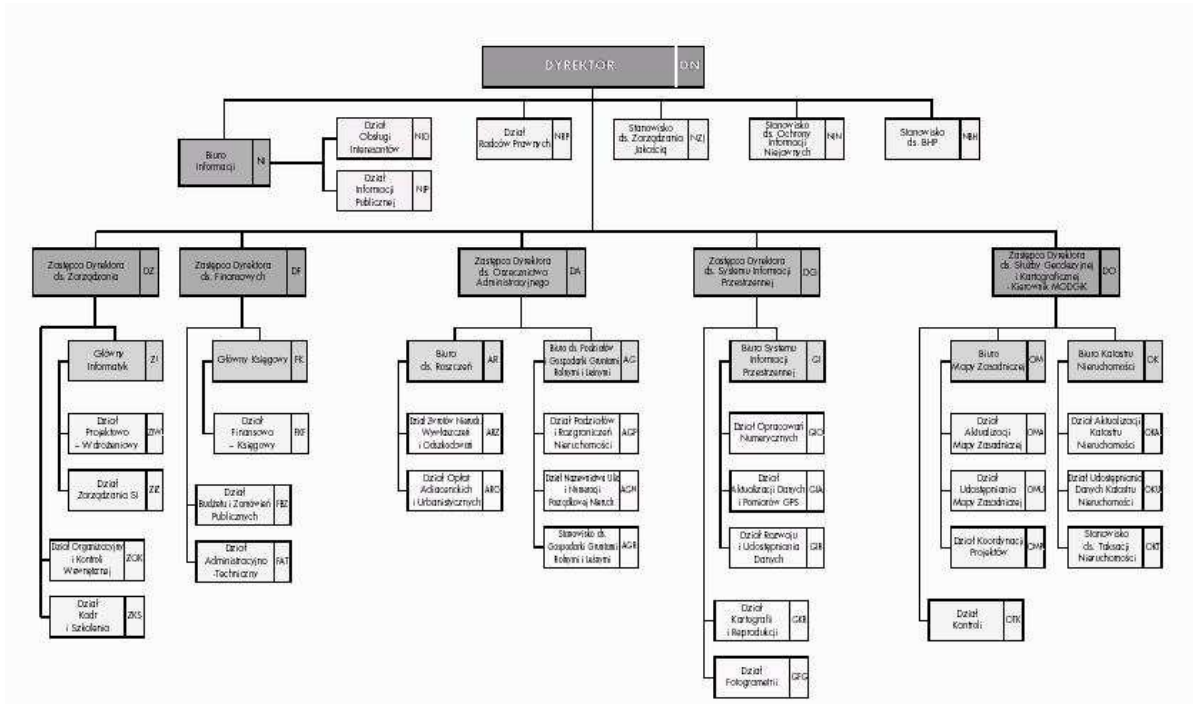 DYREKTOR DN
Biuro
Informacji
NI
Dział
Obsługi
Interesantów
NIO
Dział
Informacji
Publicznej
NIP
Dział
Radców Prawnych
NRP
Stanowisko
ds. Zarządzania
Jakością
NZJ
Stanowisko
ds. Ochrony
Informacji
Niejawnych
NIN
Stanowisko
ds. BHP
NBH
Zastępca Dyrektora
ds. Zarządzania
DZ
Główny
Informatyk
ZI
Dział
Projektowo
– Wdrożeniowy
ZIW
Dział
Zarządzania SI
ZIZ
Dział Organizacyjny
i Kontroli
Wewnętrznej
ZOK
Dział
Kadr
i Szkolenia
ZKS
Zastępca Dyrektora
ds. Finansowych
DF
Główny Księgowy
FK
Dział
Finansowo
– Księgowy
FKF
Dział
Budżetu i Zamówień
Publicznych
FBZ
Dział
Administracyjno
-Techniczny
FAT
Zastępca Dyrektora
ds. Orzecznictwa
Administracyjnego
DA
Biuro
ds. Roszczeń
AR
Dział Zwrotów Nieruch.
Wywłaszczeń
i Odszkodowań
ARZ
Dział Opłat
Adiacenckich
i Urbanistycznych
ARO
Biuro ds. Podziałów
Gospodarki Gruntami
Rolnymi i Leśnymi
AG
Dział Podziałów
i Rozgraniczeń
Nieruchomości
AGP
Dział Nazewnictwa Ulic
i Numeracji
Porządkowej Nieruch.
AGN
Stanowisko ds.
Gospodarki Gruntami
Rolnymi i Leśnymi
AGR
Zastępca Dyrektora
ds. Systemu Informacji
Przestrzennej
DG
Biuro Systemu
Informacji
Przestrzennej
GI
Dział Opracowań
Numerycznych
GIO
Dział
Aktualizacji Danych
i Pomiarów GPS
GIA
Dział Rozwoju
i Udostępniania
Danych
GIR
Dział
Kartografii
i Reprodukcji
GKR
Dział
Fotogrametrii
GFG
Zastępca Dyrektora
ds. Służby Geodezyjnej
i Kartograficznej
- Kierownik MODGiK
DO
Biuro
Mapy Zasadniczej
OM
Dział
Aktualizacji
Mapy Zasadniczej
OMA
Dział
Udostępniania
Mapy Zasadniczej
OMU
Dział Koordynacji
Projektów
OMP
Dział
Kontroli
OTK
Biuro Katastru
Nieruchomości
OK
Dział Aktualizacji
Katastru
Nieruchomości
OKA
Dział Udostępniania
Danych Katastru
Nieruchomości
OKU
Stanowisko
ds. Taksacji
Nieruchomości
OKT